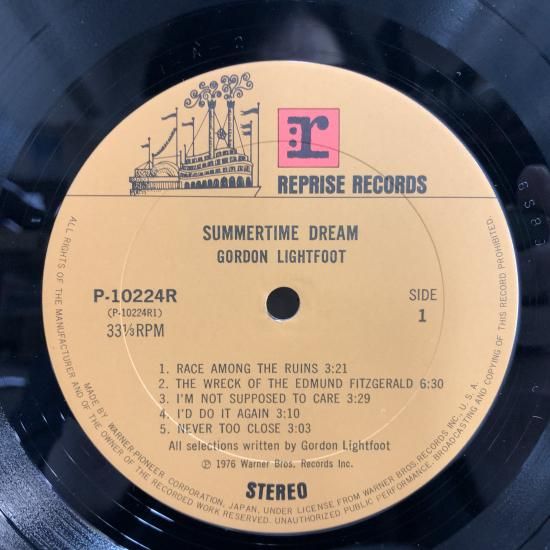 r
REPRISE RECORDS
SUMMERTIME DREAM
GORDON LIGHTFOOT
P-10224R
(P-10224R1)
33⅓RPM
SIDE
1
1. RACE AMONG THE RUINS 3:21
2. THE WRECK OF THE EDMUND FITZGERALD 6:30
3. I'M NOT SUPPOSED TO CARE 3:29
4. I'D DO IT AGAIN 3:10
5. NEVER TOO CLOSE 3:03
All selections written by Gordon Lightfoot
℗ 1976 Warner Bros. Records Inc.
STEREO
MADE BY WARNER-PIONEER CORPORATION, JAPAN, UNDER LICENSE FROM WARNER BROS. RECORDS INC., U.S.A.
ALL RIGHTS OF THE MANUFACTURER AND OF THE OWNER OF THE RECORDED WORK RESERVED. UNAUTHORIZED PUBLIC PERFORMANCE, BROADCASTING AND COPYING OF THIS RECORD PROHIBITED.